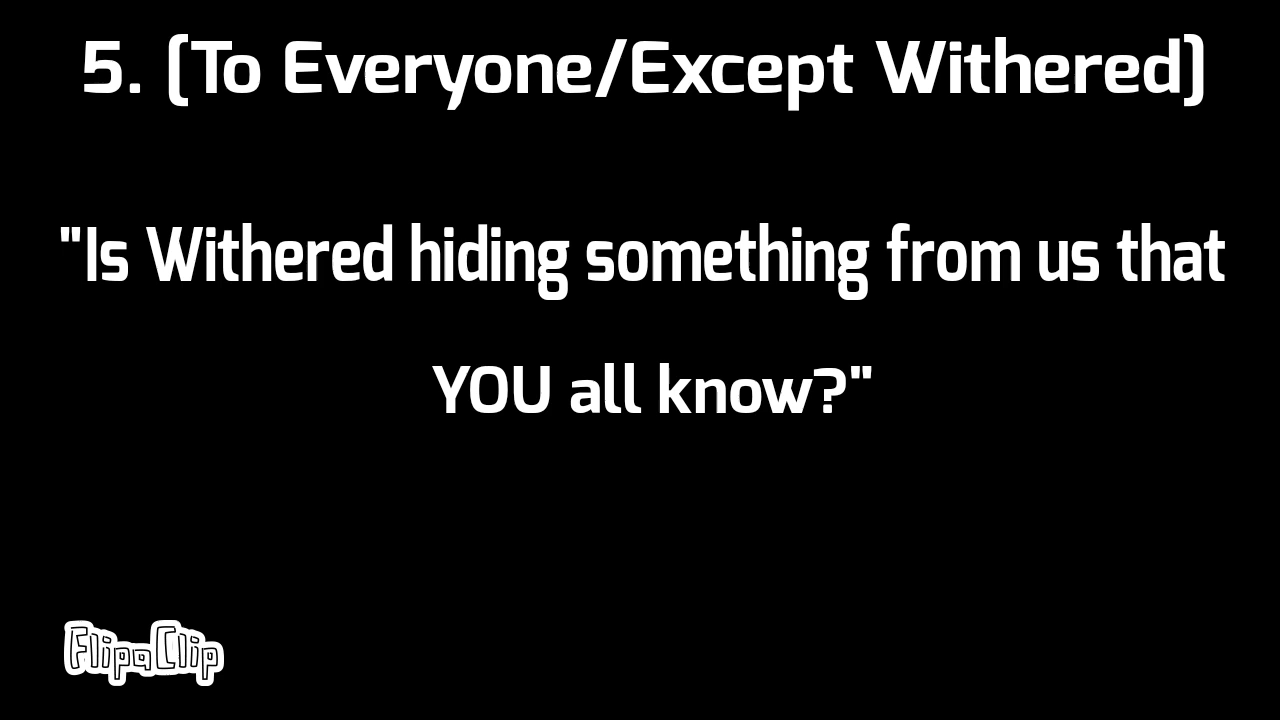 5. (To Everyone/Except Withered)
"Is Withered hiding something from us that
YOU all know?"
FlipaClip